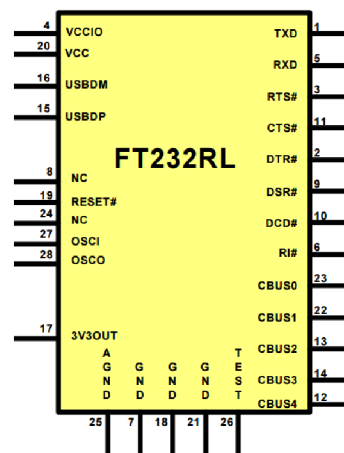 4 VCCIO TXD 1
20 VCC RXD 5
16 USBDM RTS# 3
15 USBDP CTS# 11
FT232RL
DTR# 2
8 NC DSR# 9
19 RESET#
24 NC DCD# 10
27 OSCI RI# 6
28 OSCO
CBUS0 23
CBUS1 22
17 3V3OUT CBUS2 13
CBUS3 14
CBUS4 12
AGND GND GND GND TEST
25 7 18 21 26